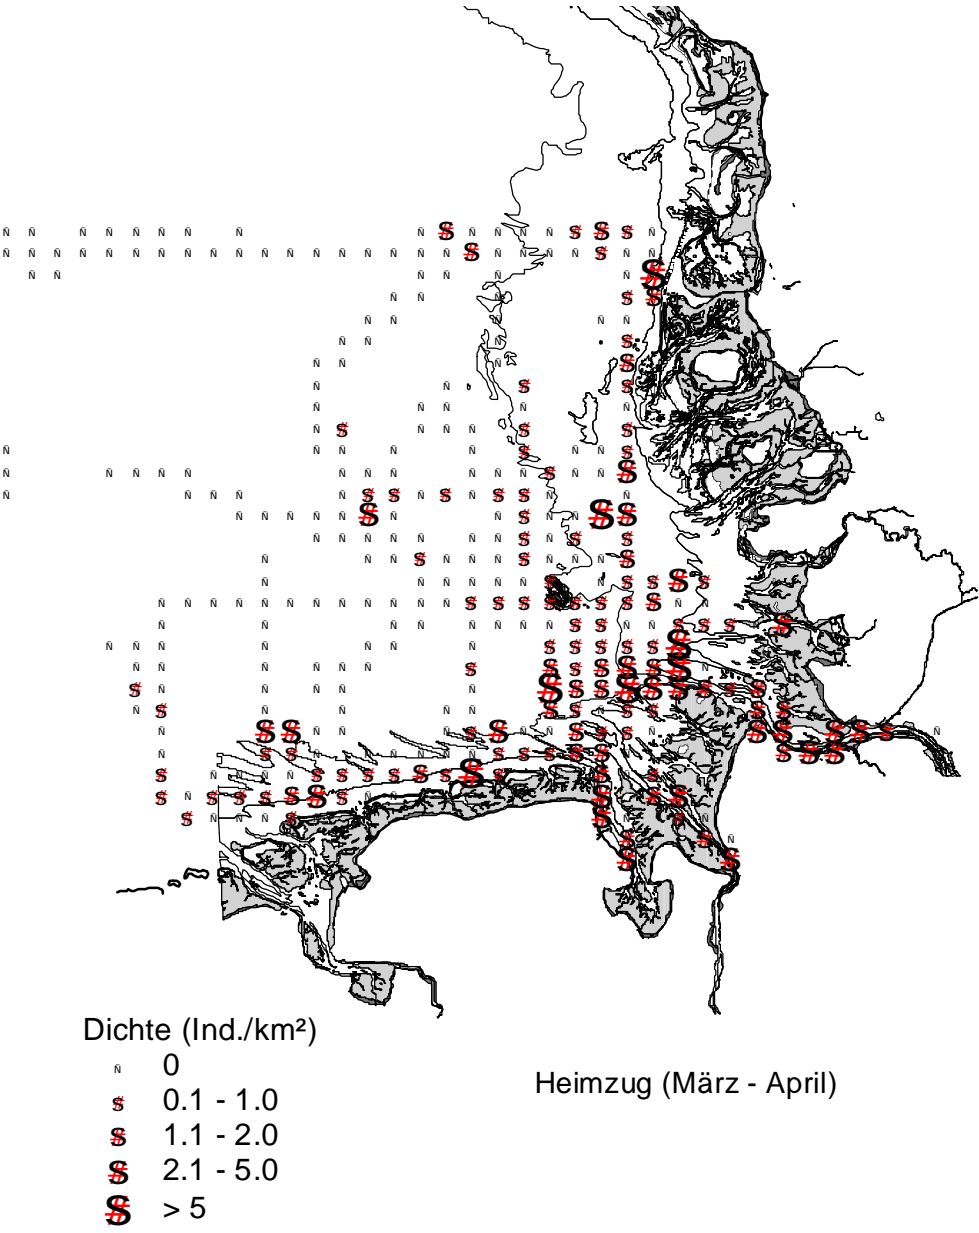 Dichte (Ind./km²)
Ñ 0
$ 0.1 - 1.0
$ 1.1 - 2.0
$ 2.1 - 5.0
$ > 5
Heimzug (März - April)